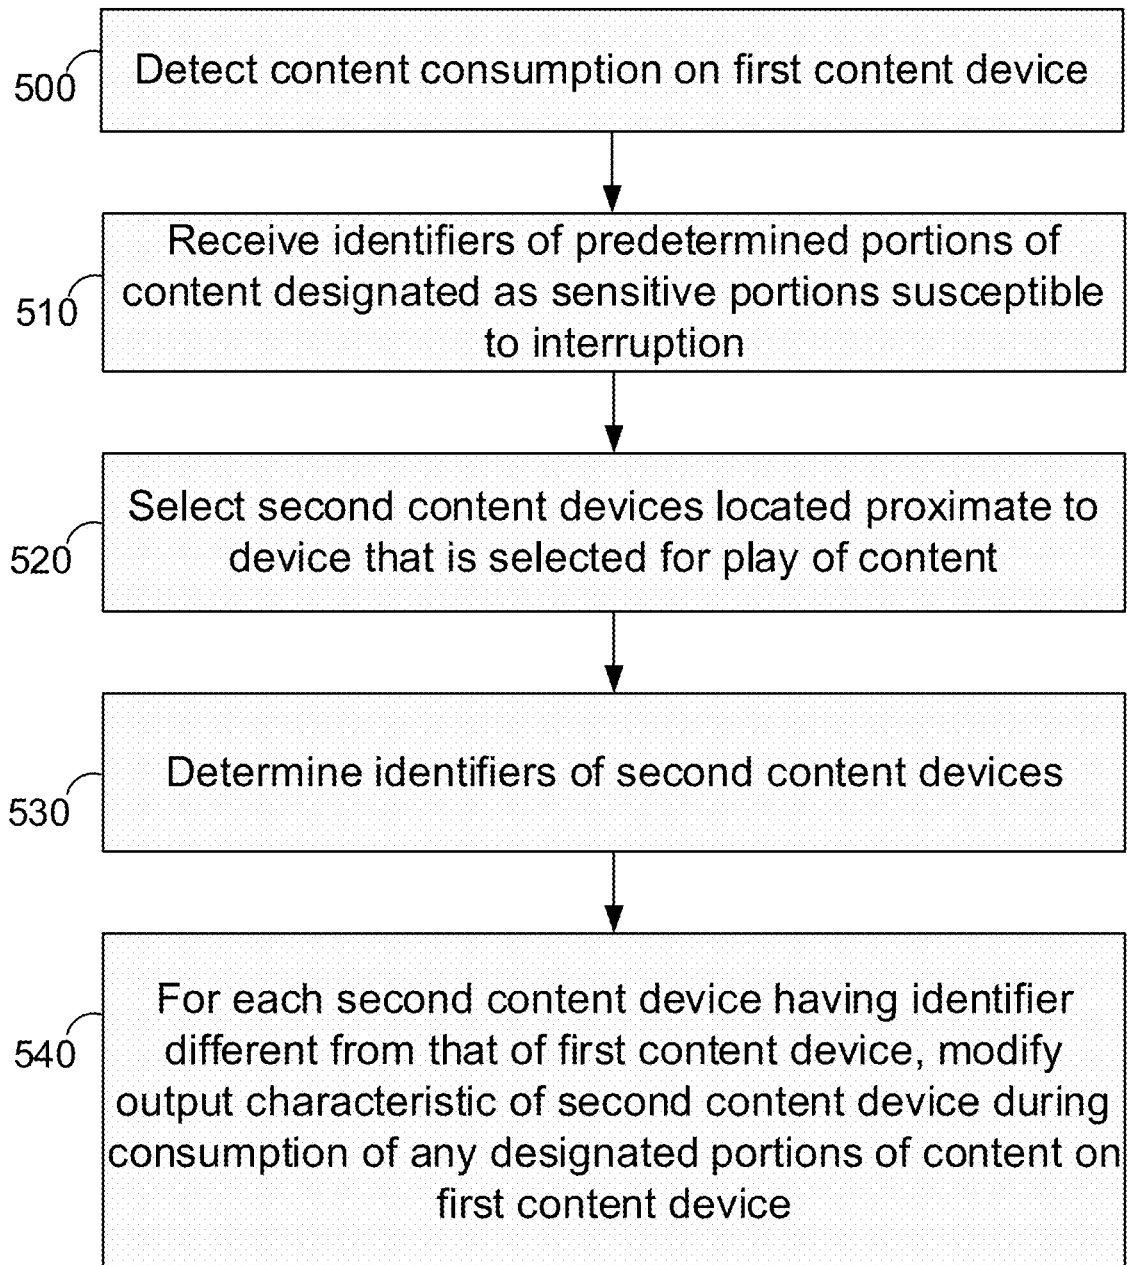 500
Detect content consumption on first content device
510
Receive identifiers of predetermined portions of
content designated as sensitive portions susceptible
to interruption
520
Select second content devices located proximate to
device that is selected for play of content
530
Determine identifiers of second content devices
540
For each second content device having identifier
different from that of first content device, modify
output characteristic of second content device during
consumption of any designated portions of content on
first content device